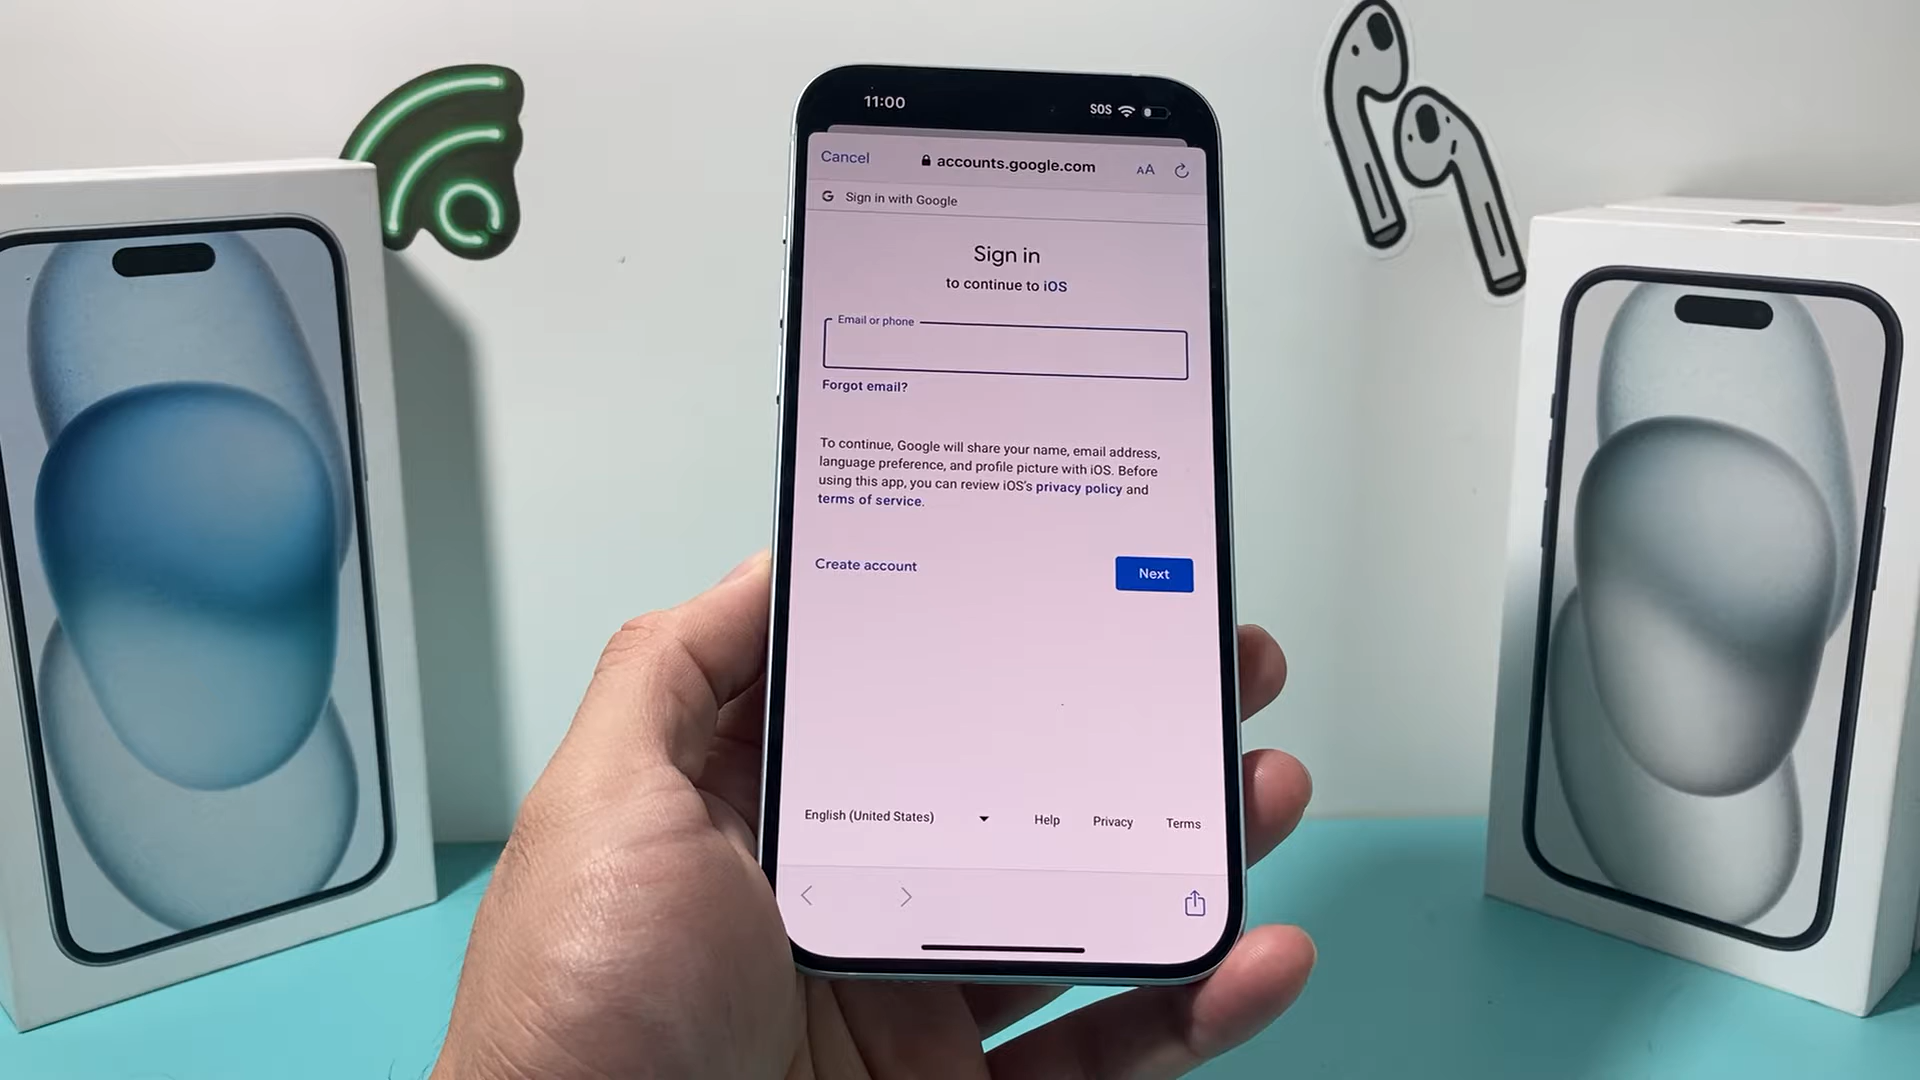 11:00
SOS
Cancel
accounts.google.com
AA
G Sign in with Google
Sign in
to continue to iOS
Email or phone
Forgot email?
To continue, Google will share your name, email address,
language preference, and profile picture with iOS. Before
using this app, you can review iOS's privacy policy and
terms of service.
Create account
Next
English (United States)
Help
Privacy
Terms